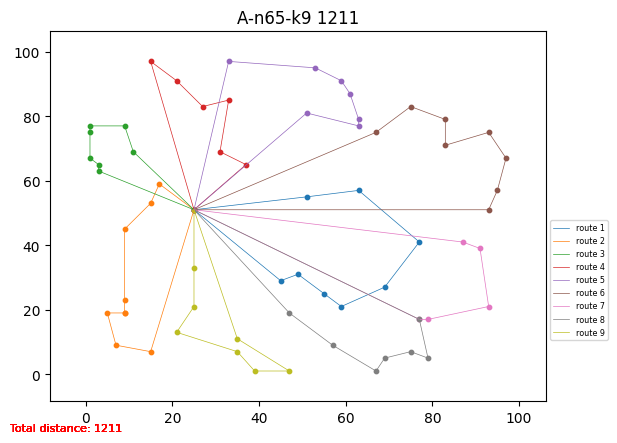 A-n65-k9 1211
100
80
60
40
20
0
0 20 40 60 80 100
route 1
route 2
route 3
route 4
route 5
route 6
route 7
route 8
route 9
Total distance: 1211